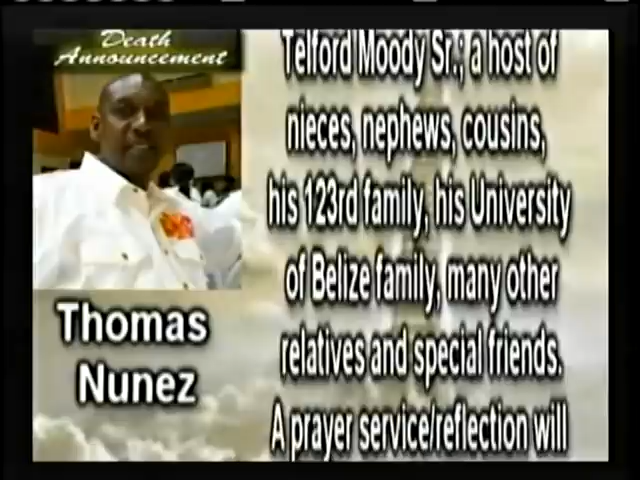 Death
Announcement
Thomas
Nunez
Telford Moody Sr.; a host of
nieces, nephews, cousins,
his 123rd family, his University
of Belize family, many other
relatives and special friends.
A prayer service/reflection will